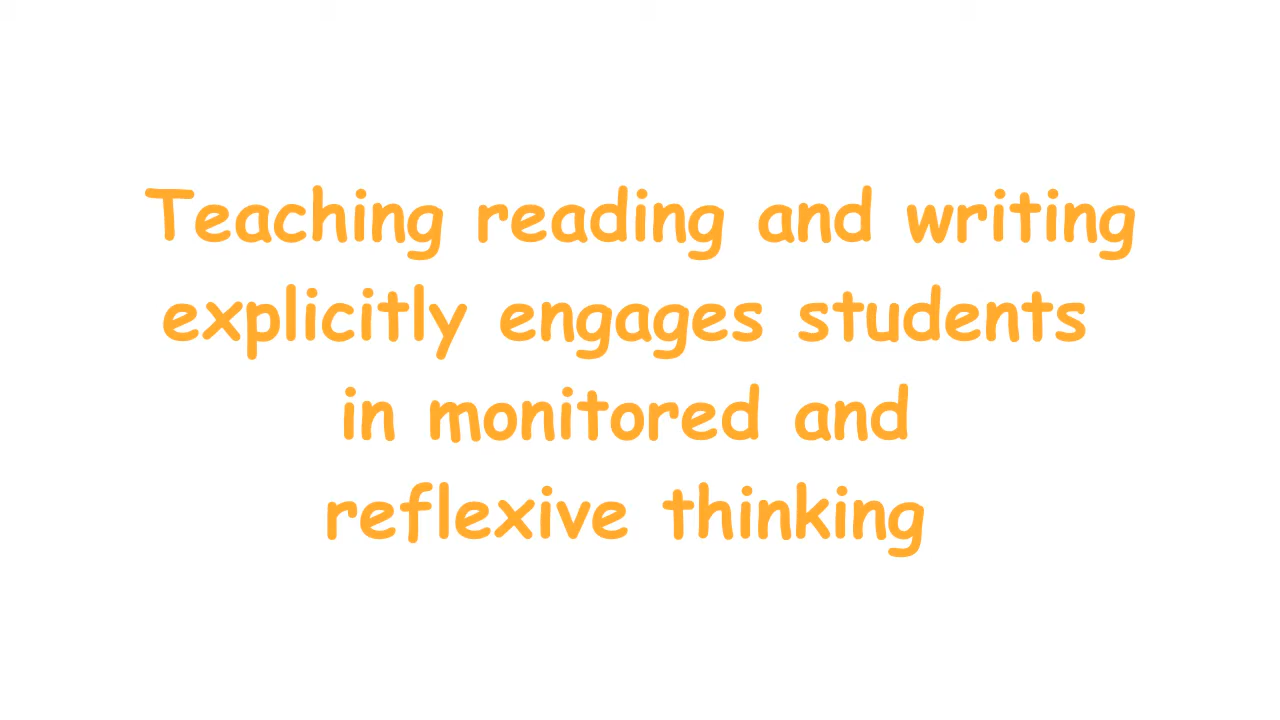 Teaching reading and writing
explicitly engages students
in monitored and
reflexive thinking